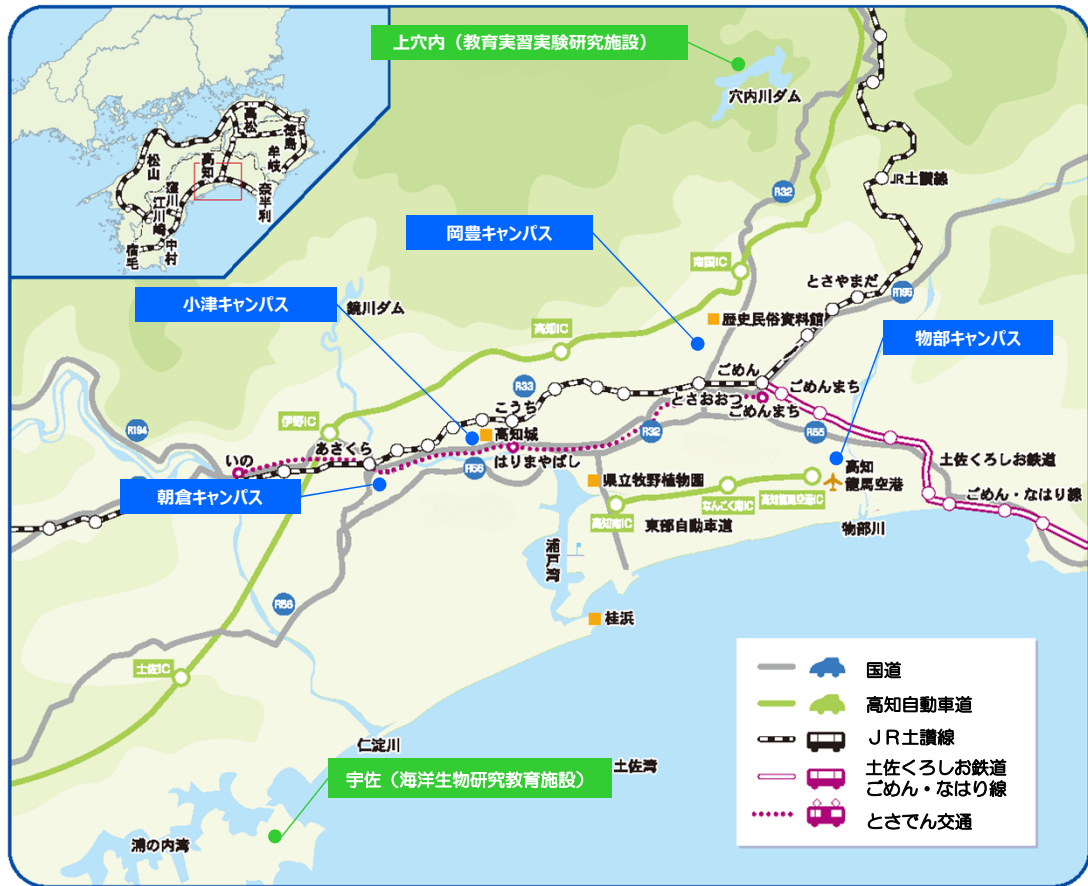 上穴内（教育実習実験研究施設）
穴内川ダム
高松
徳島
牟岐
高知
松山
窪川
江川崎
奈半利
中村
宿毛
R32
JR土讃線
岡豊キャンパス
南国IC
とさやまだ
R195
小津キャンパス
鏡川ダム
歴史民俗資料館
高知IC
物部キャンパス
ごめん
R33
ごめんまち
とさおおつ
ごめんまち
こうち
伊野IC
R194
高知城
R32
R55
あさくら
はりまやばし
いの
R56
土佐くろしお鉄道
高知
龍馬空港
県立牧野植物園
朝倉キャンパス
なんこく南IC
高知龍馬空港IC
ごめん・なはり線
高知南IC
東部自動車道
物部川
浦戸湾
R56
桂浜
土佐IC
国道
高知自動車道
ＪＲ土讃線
土佐くろしお鉄道
ごめん・なはり線
とさでん交通
仁淀川
土佐湾
宇佐（海洋生物研究教育施設）
浦の内湾